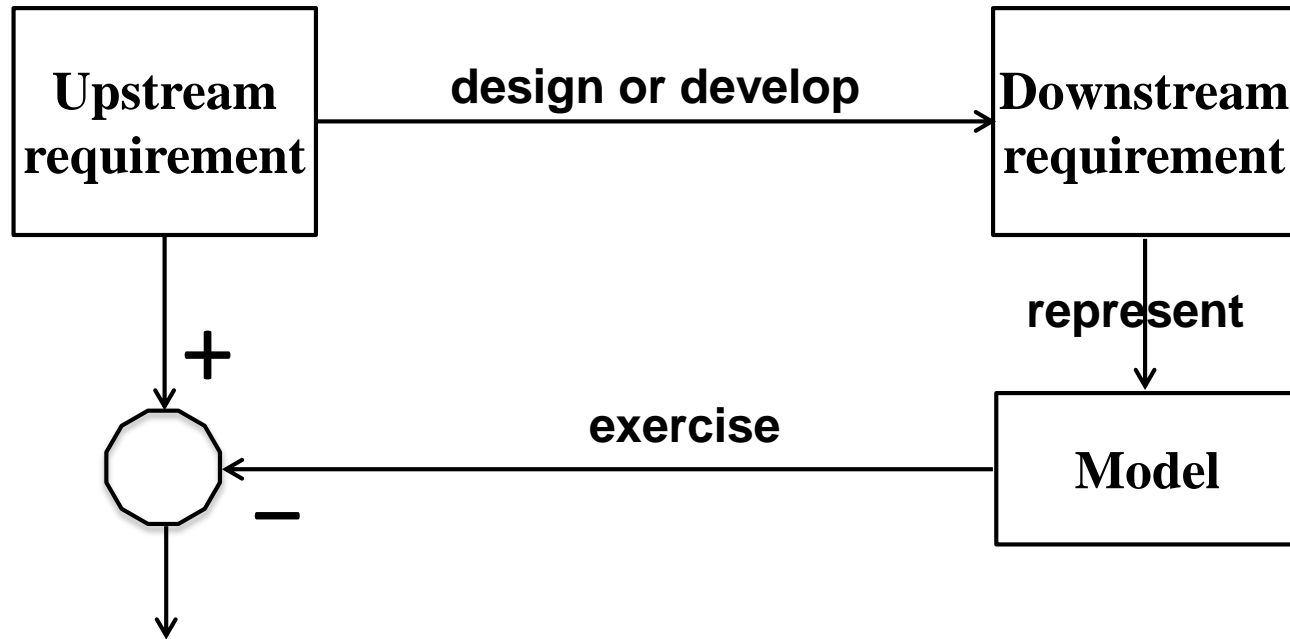 Upstream
requirement
design or develop
Downstream
requirement
represent
+
exercise
−
Model